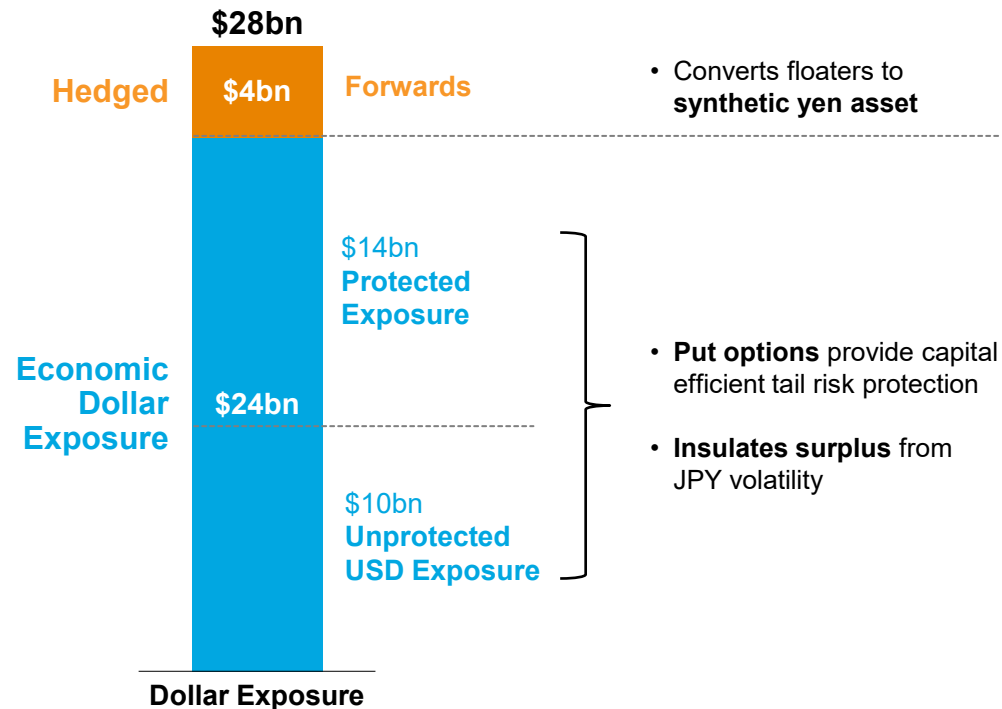 $28bn
Hedged
$4bn
Forwards
• Converts floaters to
synthetic yen asset
$14bn
Protected
Exposure
Economic
Dollar
Exposure
$24bn
• Put options provide capital
efficient tail risk protection
• Insulates surplus from
JPY volatility
$10bn
Unprotected
USD Exposure
Dollar Exposure